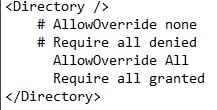 <Directory />
    # AllowOverride none
    # Require all denied
      AllowOverride All
      Require all granted
</Directory>